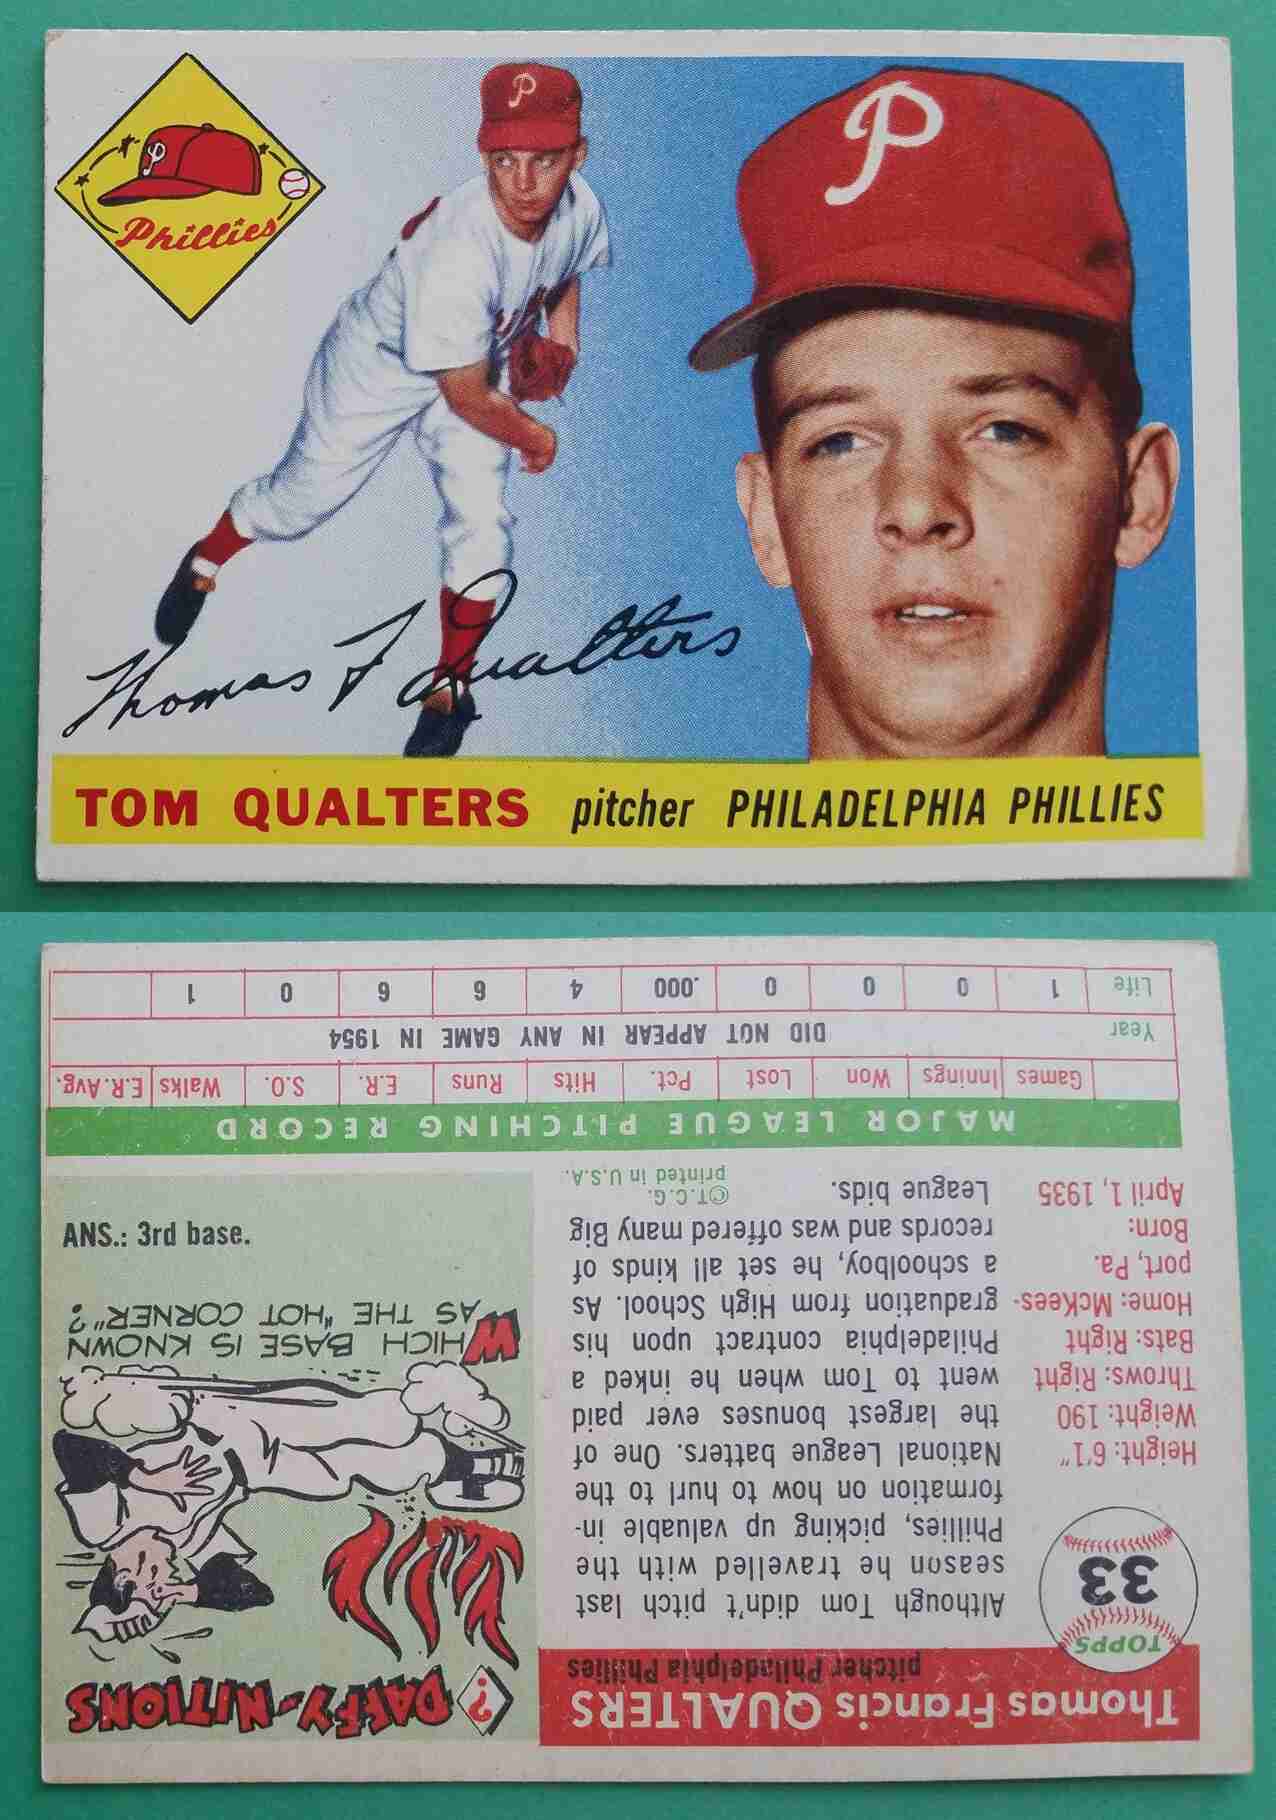 P
P
P
Phillies
Thomas F Qualters
TOM QUALTERS pitcher PHILADELPHIA PHILLIES
Thomas Francis QUALTERS
pitcher Philadelphia Phillies
TOPPS
33
Height: 6'1"
Weight: 190
Throws: Right
Bats: Right
Home: McKees-
port, Pa.
Born:
April 1, 1935
Although Tom didn't pitch last
season he travelled with the
Phillies, picking up valuable in-
formation on how to hurl to the
National League batters. One of
the largest bonuses ever paid
went to Tom when he inked a
Philadelphia contract upon his
graduation from High School. As
a schoolboy, he set all kinds of
records and was offered many Big
League bids.
©T.C.G.
printed in U.S.A.
? DAFFY-NITIONS
WHICH BASE IS KNOWN
AS THE "HOT CORNER"?
ANS.: 3rd base.
MAJOR LEAGUE PITCHING RECORD
Games Innings Won Lost Pct. Hits Runs E.R. S.O. Walks E.R.Avg.
Year DID NOT APPEAR IN ANY GAME IN 1954
Life 1 0 0 0 .000 4 6 6 0 1